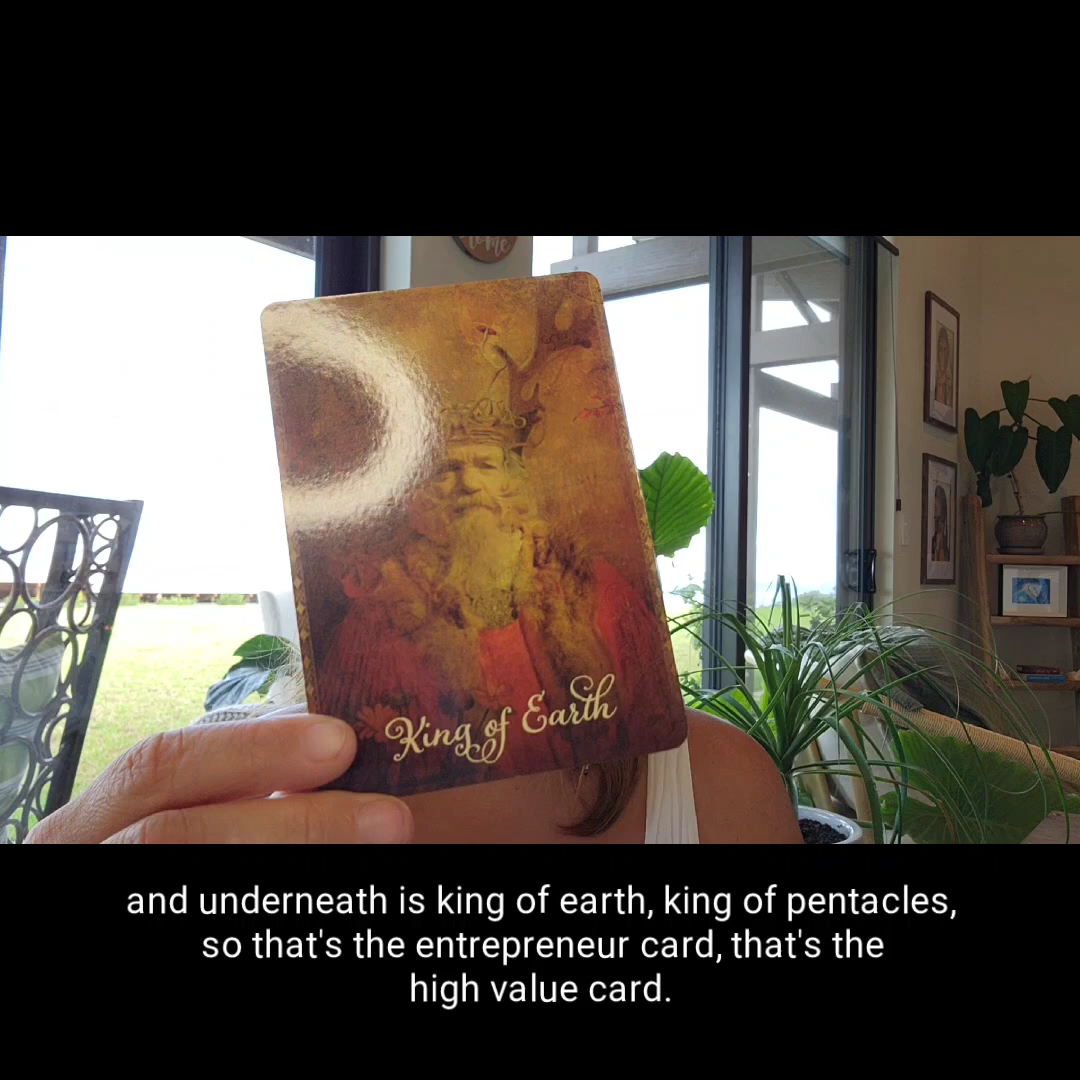 Home
King of Earth
and underneath is king of earth, king of pentacles,
so that's the entrepreneur card, that's the
high value card.